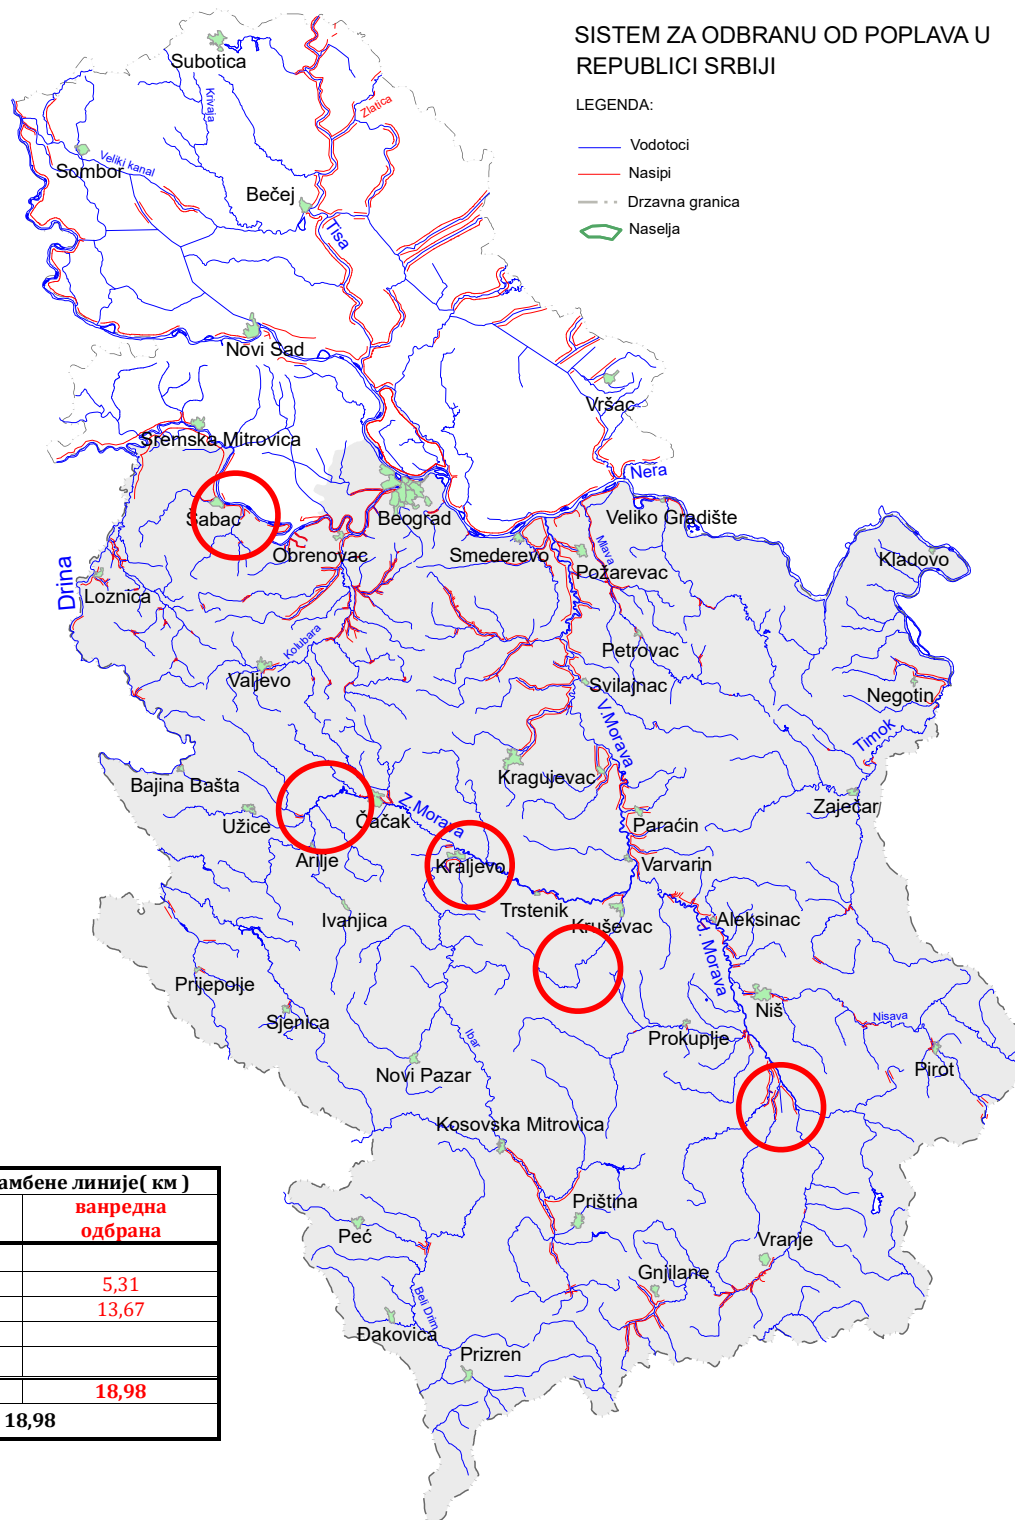 SISTEM ZA ODBRANU OD POPLAVA U
REPUBLICI SRBIJI
LEGENDA:
Vodotoci
Nasipi
Drzavna granica
Naselja
Subotica
Krivaja
Zlatica
Sombor
Veliki kanal
Bečej
Tisa
Novi Sad
Vršac
Sremska Mitrovica
Nera
Šabac
Beograd
Veliko Gradište
Obrenovac
Smederevo
Mlava
Požarevac
Kladovo
Drina
Loznica
Kolubara
Petrovac
Valjevo
Svilajnac
Negotin
V.Morava
Timok
Bajina Bašta
Kragujevac
Zaječar
Užice
Čačak
Z.Morava
Paraćin
Arilje
Kraljevo
Varvarin
Ivanjica
Trstenik
Kruševac
Aleksinac
J. Morava
Prijepolje
Sjenica
Niš
Nisava
Ibar
Prokuplje
Pirot
Novi Pazar
Kosovska Mitrovica
Priština
Peć
Vranje
Gnjilane
Beli Drim
Đakovica
Prizren
амбене линије( км )
ванредна
одбрана
5,31
13,67
18,98
18,98